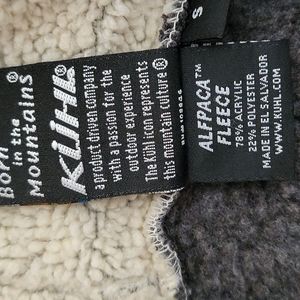 Born
in the
Mountains®
KÜHL®
a product driven company
with a passion for the
outdoor experience
The Kühl icon represents
this mountain culture®
S
ALFPACA™
FLEECE
78% ACRYLIC
22% POLYESTER
MADE IN EL SALVADOR
WWW.KUHL.COM